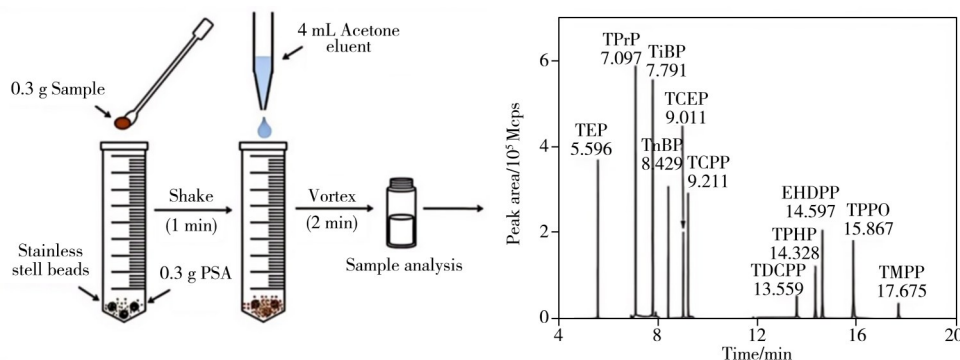 0.3 g Sample
4 mL Acetone
eluent
Shake
(1 min)
Vortex
(2 min)
Stainless
stell beads
0.3 g PSA
Sample analysis
Peak area/10⁵ Mcps
6
4
2
0
4
8
12
16
20
Time/min
TEP
5.596
TPrP
7.097
TiBP
7.791
TnBP
8.429
TCEP
9.011
TCPP
9.211
TDCPP
13.559
TPHP
14.328
EHDPP
14.597
TPPO
15.867
TMPP
17.675